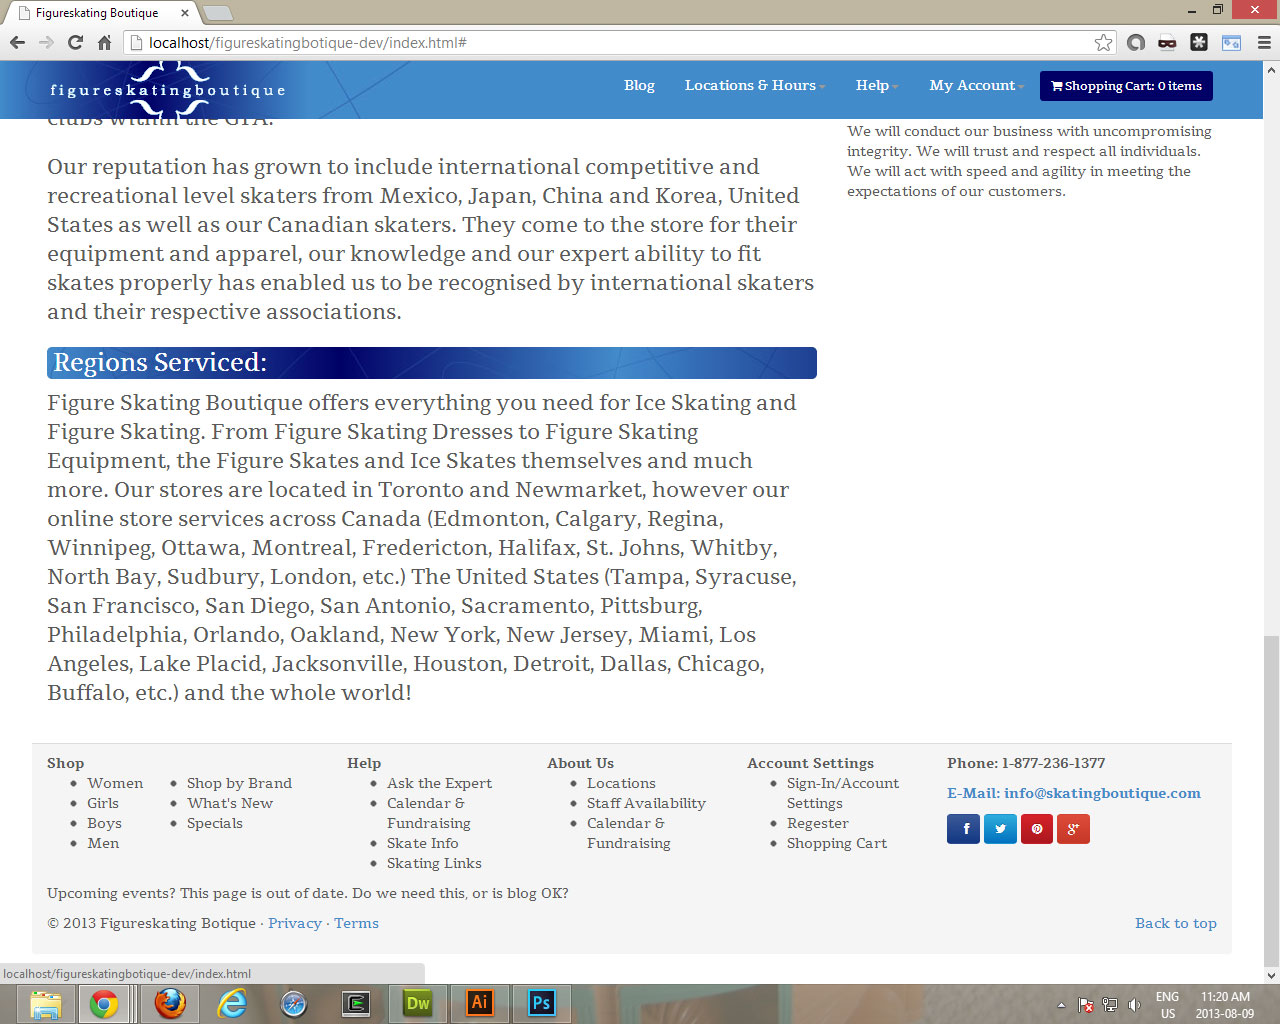 Figureskating Boutique
localhost/figureskatingbotique-dev/index.html#
figureskatingboutique
Blog
Locations & Hours
Help
My Account
Shopping Cart: 0 items
clubs within the GTA.
Our reputation has grown to include international competitive and
recreational level skaters from Mexico, Japan, China and Korea, United
States as well as our Canadian skaters. They come to the store for their
equipment and apparel, our knowledge and our expert ability to fit
skates properly has enabled us to be recognised by international skaters
and their respective associations.
We will conduct our business with uncompromising
integrity. We will trust and respect all individuals.
We will act with speed and agility in meeting the
expectations of our customers.
Regions Serviced:
Figure Skating Boutique offers everything you need for Ice Skating and
Figure Skating. From Figure Skating Dresses to Figure Skating
Equipment, the Figure Skates and Ice Skates themselves and much
more. Our stores are located in Toronto and Newmarket, however our
online store services across Canada (Edmonton, Calgary, Regina,
Winnipeg, Ottawa, Montreal, Fredericton, Halifax, St. Johns, Whitby,
North Bay, Sudbury, London, etc.) The United States (Tampa, Syracuse,
San Francisco, San Diego, San Antonio, Sacramento, Pittsburg,
Philadelphia, Orlando, Oakland, New York, New Jersey, Miami, Los
Angeles, Lake Placid, Jacksonville, Houston, Detroit, Dallas, Chicago,
Buffalo, etc.) and the whole world!
Shop
Women
Girls
Boys
Men
Shop by Brand
What's New
Specials
Help
Ask the Expert
Calendar &
Fundraising
Skate Info
Skating Links
About Us
Locations
Staff Availability
Calendar &
Fundraising
Account Settings
Sign-In/Account
Settings
Regester
Shopping Cart
Phone: 1-877-236-1377
E-Mail: info@skatingboutique.com
Upcoming events? This page is out of date. Do we need this, or is blog OK?
© 2013 Figureskating Botique · Privacy · Terms
Back to top
localhost/figureskatingbotique-dev/index.html
Dw
Ai
Ps
ENG
US
11:20 AM
2013-08-09